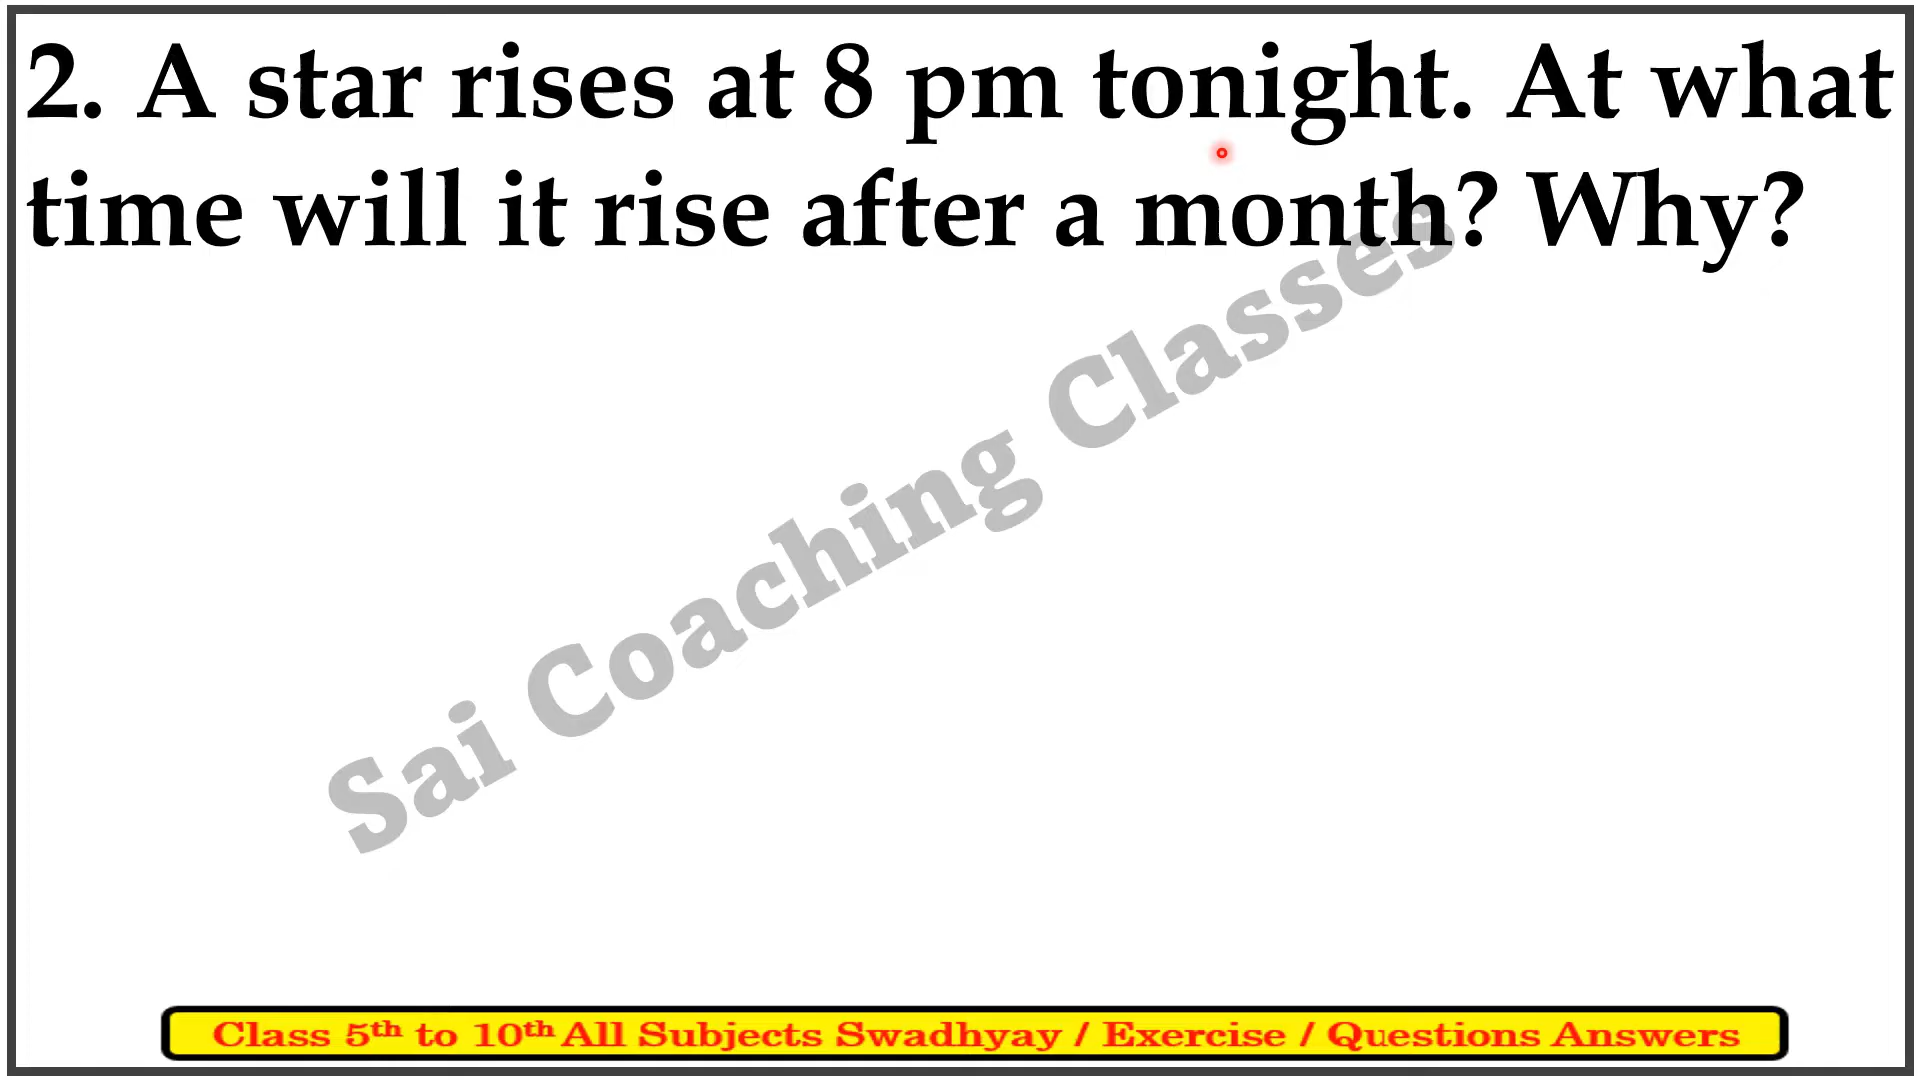 2. A star rises at 8 pm tonight. At what
time will it rise after a month? Why?
Sai Coaching Classes
Class 5th to 10th All Subjects Swadhyay / Exercise / Questions Answers